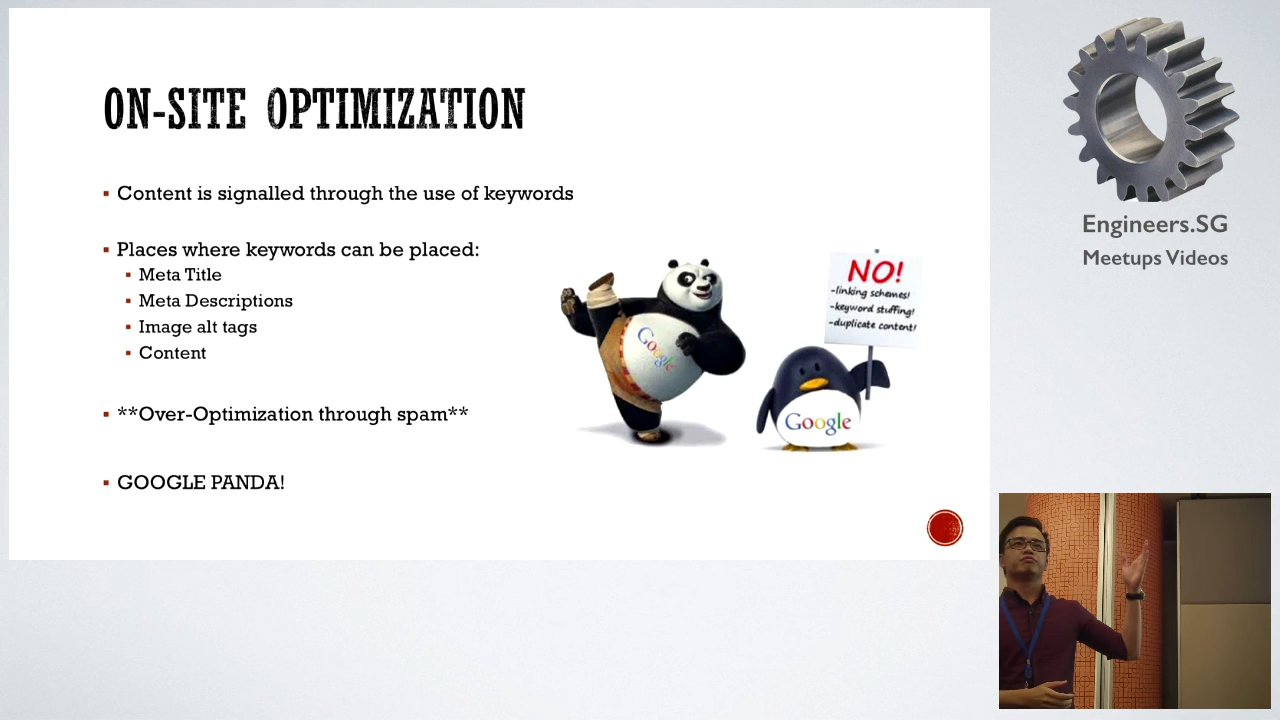 ON-SITE OPTIMIZATION
Content is signalled through the use of keywords
Places where keywords can be placed:
Meta Title
Meta Descriptions
Image alt tags
Content
**Over-Optimization through spam**
GOOGLE PANDA!
Google
NO!
-linking schemes!
-keyword stuffing!
-duplicate content!
Google
Engineers.SG
Meetups Videos